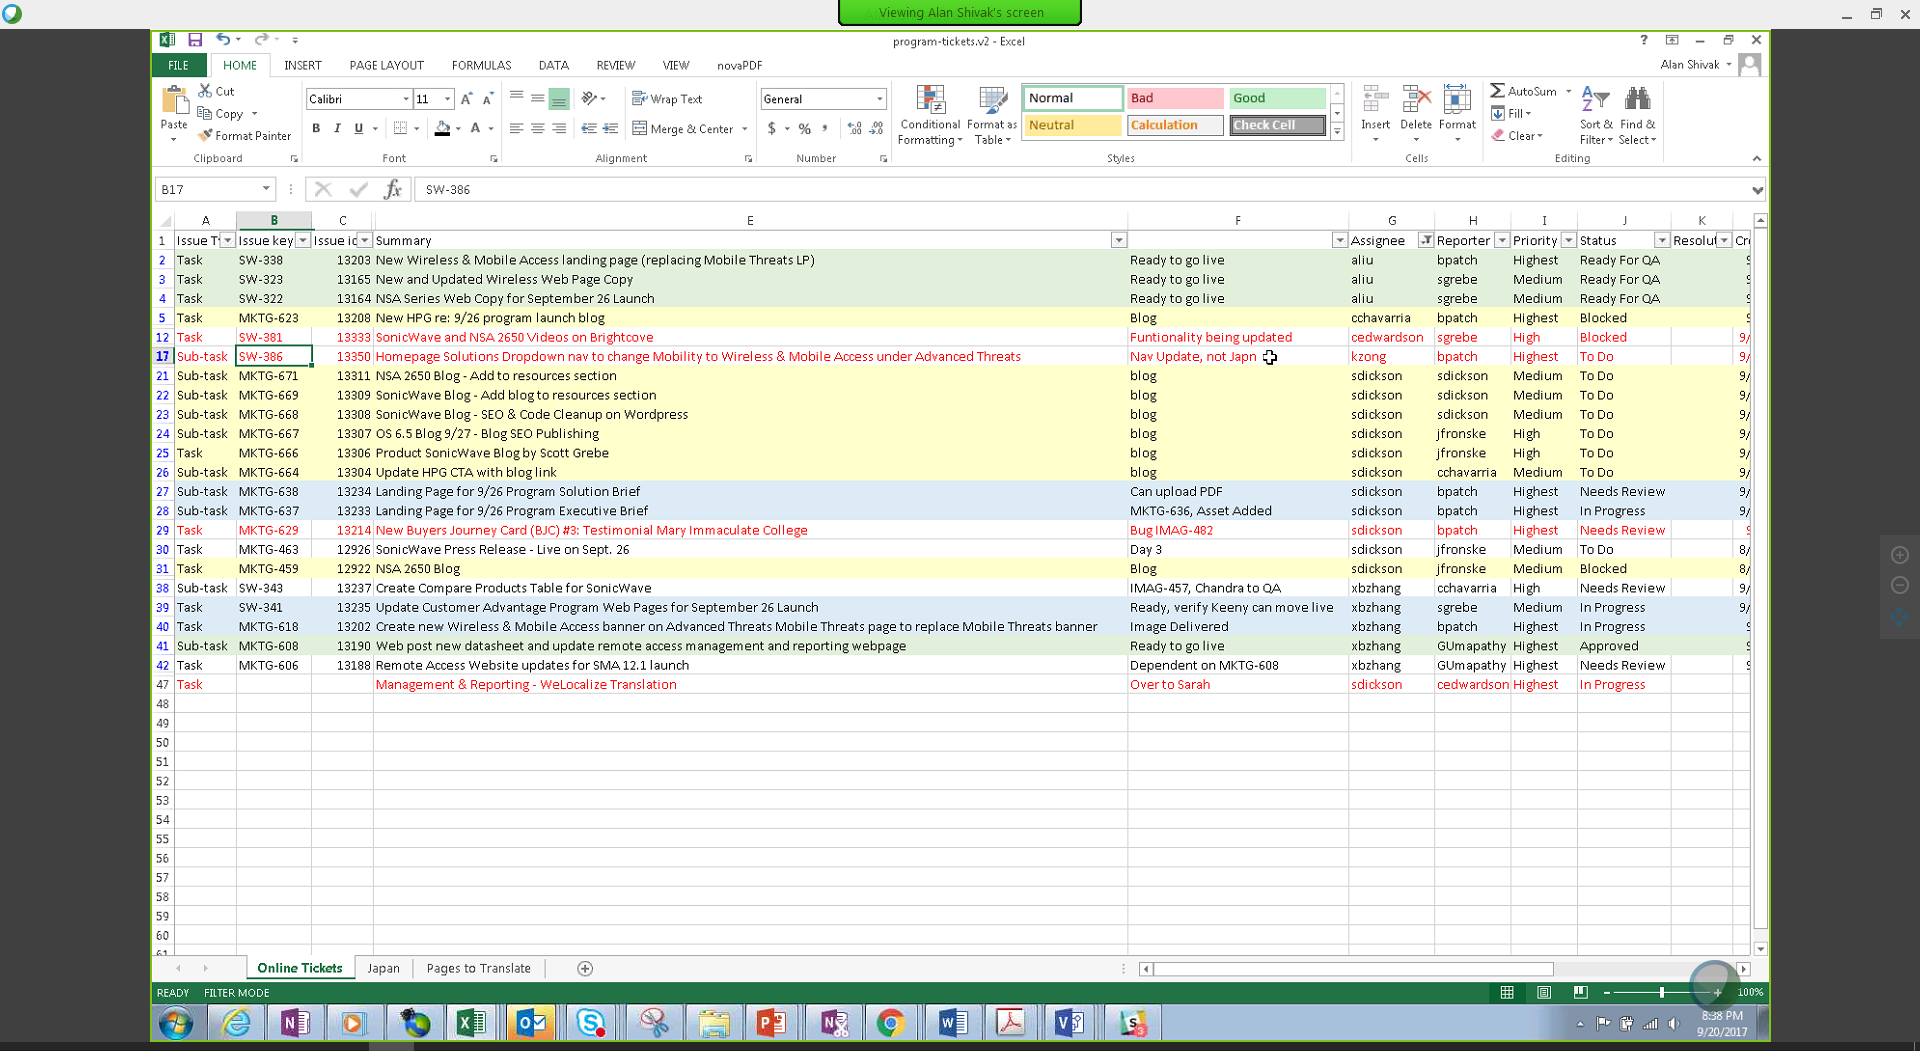 Viewing Alan Shivak's screen
program-tickets.v2 - Excel
FILE HOME INSERT PAGE LAYOUT FORMULAS DATA REVIEW VIEW novaPDF Alan Shivak
Cut
Copy
Format Painter
Paste
Clipboard
Calibri 11
B I U
Font
Wrap Text
Merge & Center
Alignment
General
$ % ,
Number
Conditional Formatting
Format as Table
Normal Bad Good
Neutral Calculation Check Cell
Styles
Insert Delete Format
Cells
AutoSum
Fill
Clear
Sort & Filter
Find & Select
Editing
B17 fx SW-386
A B C E F G H I J K
1 Issue T Issue key Issue ic Summary Assignee Reporter Priority Status Resolut Cr
2 Task SW-338 13203 New Wireless & Mobile Access landing page (replacing Mobile Threats LP) Ready to go live aliu bpatch Highest Ready For QA 9
3 Task SW-323 13165 New and Updated Wireless Web Page Copy Ready to go live aliu sgrebe Medium Ready For QA 9
4 Task SW-322 13164 NSA Series Web Copy for September 26 Launch Ready to go live aliu sgrebe Medium Ready For QA 9
5 Task MKTG-623 13208 New HPG re: 9/26 program launch blog Blog cchavarria bpatch Highest Blocked 9
12 Task SW-381 13333 SonicWave and NSA 2650 Videos on Brightcove Funtionality being updated cedwardson sgrebe High Blocked 9/
17 Sub-task SW-386 13350 Homepage Solutions Dropdown nav to change Mobility to Wireless & Mobile Access under Advanced Threats Nav Update, not Japn kzong bpatch Highest To Do 9/
21 Sub-task MKTG-671 13311 NSA 2650 Blog - Add to resources section blog sdickson sdickson Medium To Do 9/
22 Sub-task MKTG-669 13309 SonicWave Blog - Add blog to resources section blog sdickson sdickson Medium To Do 9/
23 Sub-task MKTG-668 13308 SonicWave Blog - SEO & Code Cleanup on Wordpress blog sdickson sdickson Medium To Do 9/
24 Sub-task MKTG-667 13307 OS 6.5 Blog 9/27 - Blog SEO Publishing blog sdickson jfronske High To Do 9/
25 Task MKTG-666 13306 Product SonicWave Blog by Scott Grebe blog sdickson jfronske High To Do 9/
26 Sub-task MKTG-664 13304 Update HPG CTA with blog link blog sdickson cchavarria Medium To Do 9/
27 Sub-task MKTG-638 13234 Landing Page for 9/26 Program Solution Brief Can upload PDF sdickson bpatch Highest Needs Review 9/
28 Sub-task MKTG-637 13233 Landing Page for 9/26 Program Executive Brief MKTG-636, Asset Added sdickson bpatch Highest In Progress 9/
29 Task MKTG-629 13214 New Buyers Journey Card (BJC) #3: Testimonial Mary Immaculate College Bug IMAG-482 sdickson bpatch Highest Needs Review 9
30 Task MKTG-463 12926 SonicWave Press Release - Live on Sept. 26 Day 3 sdickson jfronske Medium To Do 8/
31 Task MKTG-459 12922 NSA 2650 Blog Blog sdickson jfronske Medium Blocked 8/
38 Sub-task SW-343 13237 Create Compare Products Table for SonicWave IMAG-457, Chandra to QA xbzhang cchavarria High Needs Review 9/
39 Task SW-341 13235 Update Customer Advantage Program Web Pages for September 26 Launch Ready, verify Keeny can move live xbzhang sgrebe Medium In Progress 9/
40 Task MKTG-618 13202 Create new Wireless & Mobile Access banner on Advanced Threats Mobile Threats page to replace Mobile Threats banner Image Delivered xbzhang bpatch Highest In Progress 9
41 Sub-task MKTG-608 13190 Web post new datasheet and update remote access management and reporting webpage Ready to go live xbzhang GUmapathy Highest Approved 9
42 Task MKTG-606 13188 Remote Access Website updates for SMA 12.1 launch Dependent on MKTG-608 xbzhang GUmapathy Highest Needs Review 9
47 Task Management & Reporting - WeLocalize Translation Over to Sarah sdickson cedwardson Highest In Progress
48
49
50
51
52
53
54
55
56
57
58
59
60
61
Online Tickets Japan Pages to Translate
READY FILTER MODE 100%
8:38 PM
9/20/2017